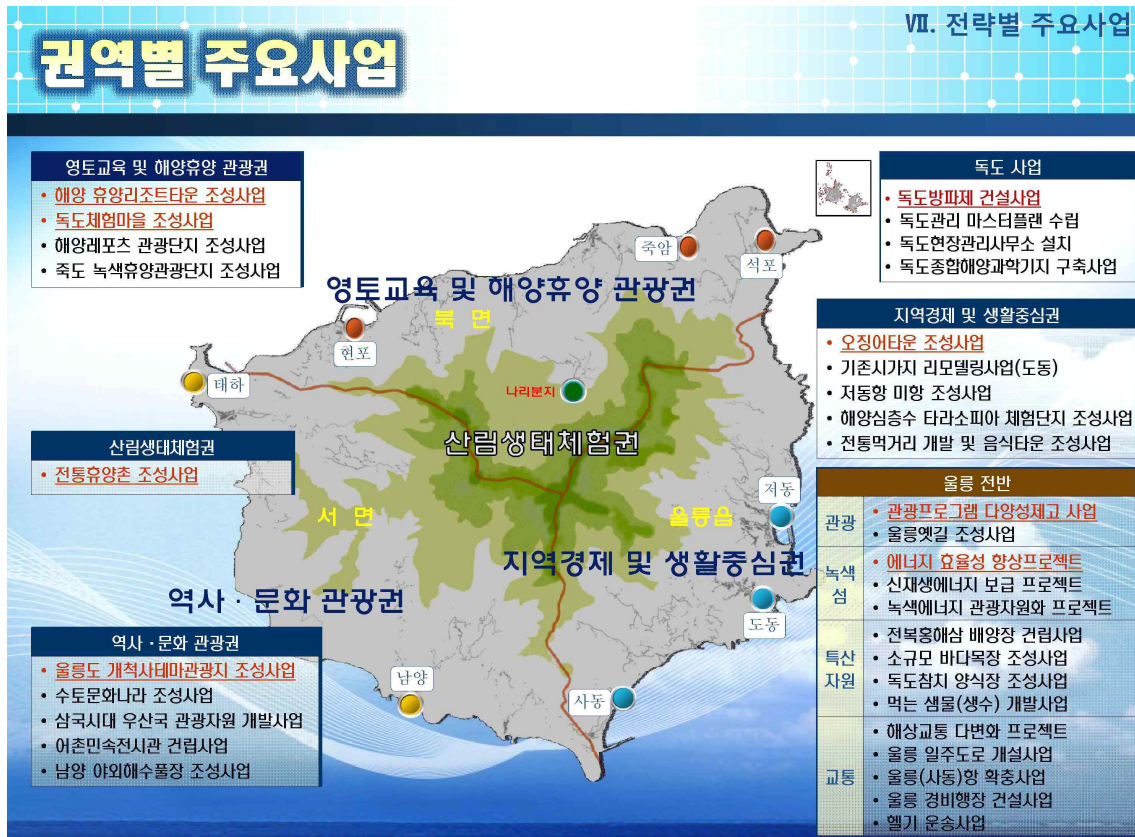 Ⅶ. 전략별 주요사업
권역별 주요사업
영토교육 및 해양휴양 관광권
• 해양 휴양리조트타운 조성사업
• 독도체험마을 조성사업
• 해양레포츠 관광단지 조성사업
• 죽도 녹색휴양관광단지 조성사업
독도 사업
• 독도방파제 건설사업
• 독도관리 마스터플랜 수립
• 독도현장관리사무소 설치
• 독도종합해양과학기지 구축사업
죽암
석포
영토교육 및 해양휴양 관광권
북 면
현포
태하
나리분지
산림생태체험권
지역경제 및 생활중심권
• 오징어타운 조성사업
• 기존시가지 리모델링사업(도동)
• 저동항 미항 조성사업
• 해양심층수 타라소피아 체험단지 조성사업
• 전통먹거리 개발 및 음식타운 조성사업
산림생태체험권
• 전통휴양촌 조성사업
서 면
울릉읍
저동
지역경제 및 생활중심권
역사 · 문화 관광권
도동
남양
사동
울릉 전반
관광
• 관광프로그램 다양성제고 사업
• 울릉옛길 조성사업
녹색
섬
• 에너지 효율성 향상프로젝트
• 신재생에너지 보급 프로젝트
• 녹색에너지 관광자원화 프로젝트
특산
자원
• 전복홍해삼 배양장 건립사업
• 소규모 바다목장 조성사업
• 독도참치 양식장 조성사업
• 먹는 샘물(생수) 개발사업
교통
• 해상교통 다변화 프로젝트
• 울릉 일주도로 개설사업
• 울릉(사동)항 확충사업
• 울릉 경비행장 건설사업
• 헬기 운송사업
역사 · 문화 관광권
• 울릉도 개척사테마관광지 조성사업
• 수토문화나라 조성사업
• 삼국시대 우산국 관광자원 개발사업
• 어촌민속전시관 건립사업
• 남양 야외해수풀장 조성사업